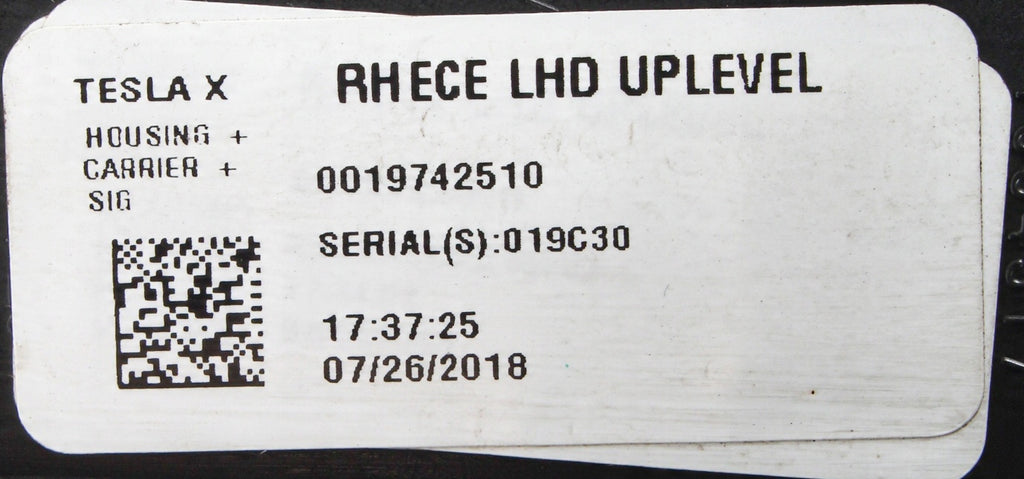 TESLA X
HOUSING +
CARRIER +
SIG
RHECE LHD UPLEVEL
0019742510
SERIAL(S):019C30
17:37:25
07/26/2018